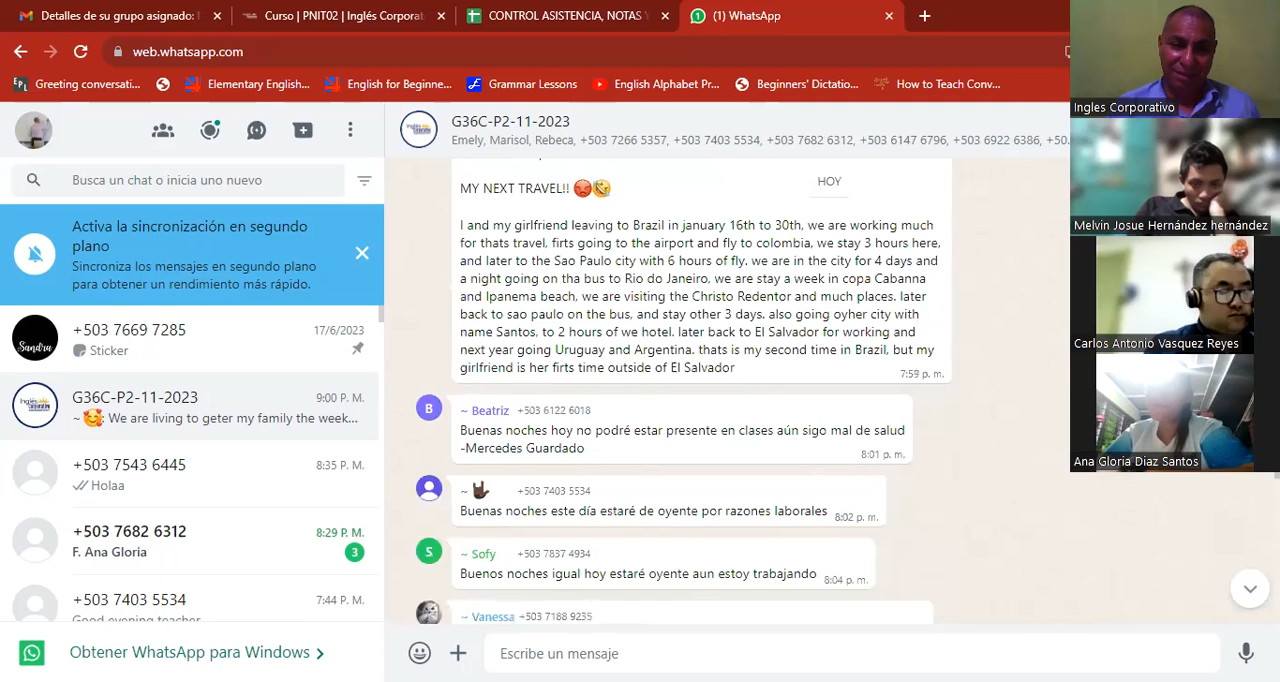 Detalles de su grupo asignado: N
Curso | PNIT02 | Inglés Corporat
CONTROL ASISTENCIA, NOTAS Y
(1) WhatsApp
web.whatsapp.com
Greeting conversati...
Elementary English...
English for Beginne...
Grammar Lessons
English Alphabet Pr...
Beginners' Dictatio...
How to Teach Conv...
G36C-P2-11-2023
Emely, Marisol, Rebeca, +503 7266 5357, +503 7403 5534, +503 7682 6312, +503 6147 6796, +503 6922 6386, +50...
Busca un chat o inicia uno nuevo
Activa la sincronización en segundo
plano
Sincroniza los mensajes en segundo plano
para obtener un rendimiento más rápido.
+503 7669 7285
17/6/2023
Sticker
Sandra
G36C-P2-11-2023
9:00 P. M.
~🥰: We are living to geter my family the week...
+503 7543 6445
8:35 P. M.
Holaa
+503 7682 6312
8:29 P. M.
F. Ana Gloria
3
+503 7403 5534
7:44 P. M.
Good evening teacher
Obtener WhatsApp para Windows
HOY
MY NEXT TRAVEL!! 😡🤣
I and my girlfriend leaving to Brazil in january 16th to 30th, we are working much
for thats travel, firts going to the airport and fly to colombia, we stay 3 hours here,
and later to the Sao Paulo city with 6 hours of fly. we are in the city for 4 days and
a night going on tha bus to Rio do Janeiro, we are stay a week in copa Cabanna
and Ipanema beach, we are visiting the Christo Redentor and much places. later
back to sao paulo on the bus, and stay other 3 days. also going oyher city with
name Santos, to 2 hours of we hotel. later back to El Salvador for working and
next year going Uruguay and Argentina. thats is my second time in Brazil, but my
girlfriend is her firts time outside of El Salvador
7:59 p. m.
B
~ Beatriz +503 6122 6018
Buenas noches hoy no podré estar presente en clases aún sigo mal de salud
-Mercedes Guardado
8:01 p. m.
~ 🤟🏿 +503 7403 5534
Buenas noches este día estaré de oyente por razones laborales
8:02 p. m.
S
~ Sofy +503 7837 4934
Buenos noches igual hoy estaré oyente aun estoy trabajando
8:04 p. m.
~ Vanessa +503 7188 9235
Escribe un mensaje
Ingles Corporativo
Melvin Josue Hernández hernández
Carlos Antonio Vasquez Reyes
Ana Gloria Diaz Santos